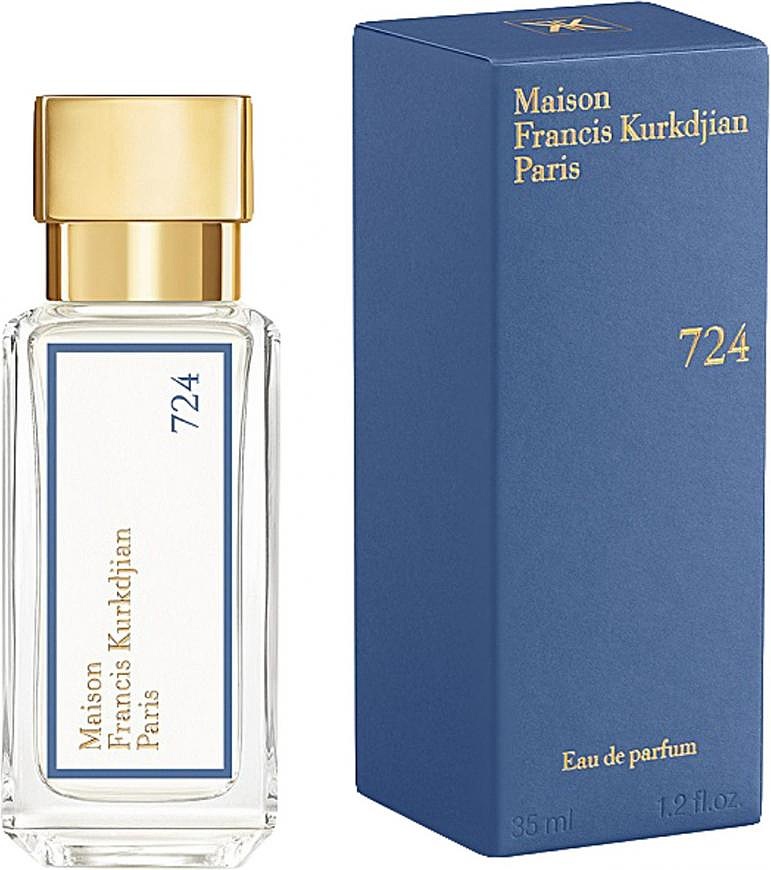 724
Maison
Francis Kurkdjian
Paris
Maison
Francis Kurkdjian
Paris
724
Eau de parfum
35 ml 1.2 fl.oz.